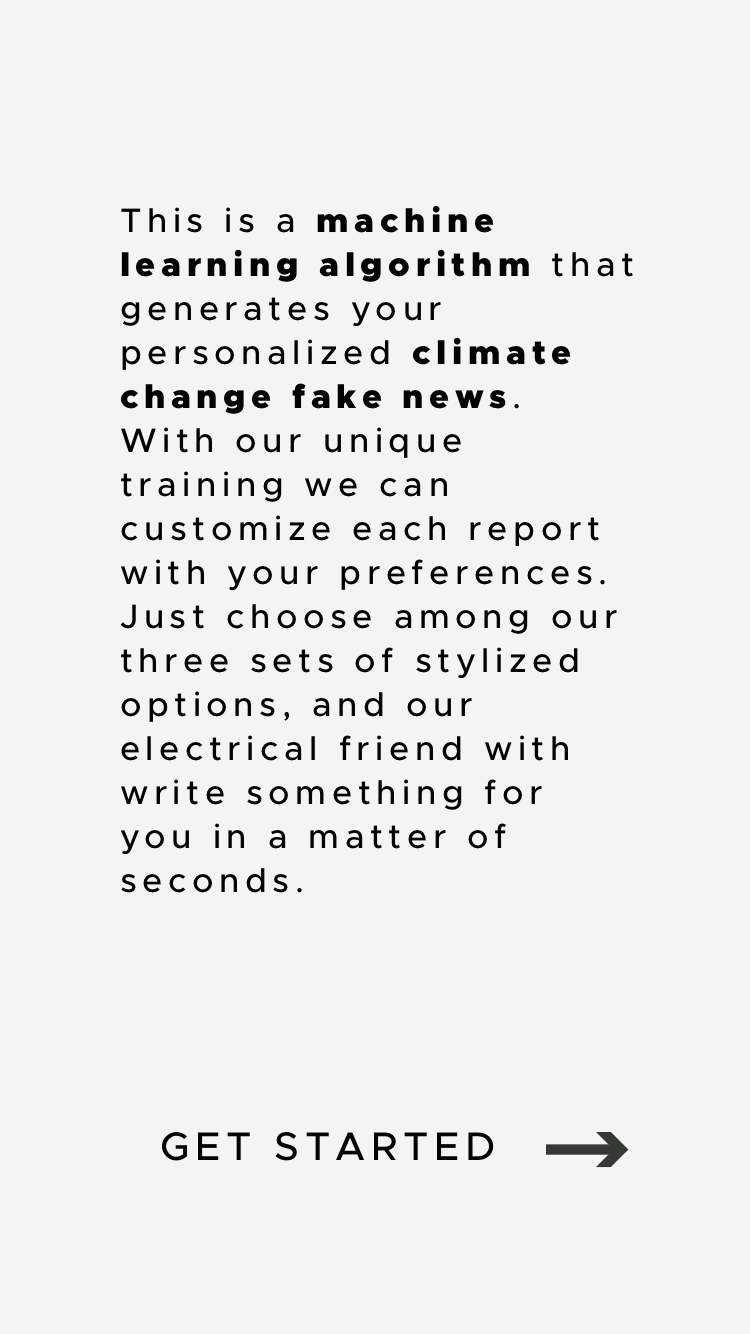 This is a machine
learning algorithm that
generates your
personalized climate
change fake news.
With our unique
training we can
customize each report
with your preferences.
Just choose among our
three sets of stylized
options, and our
electrical friend with
write something for
you in a matter of
seconds.
GET STARTED